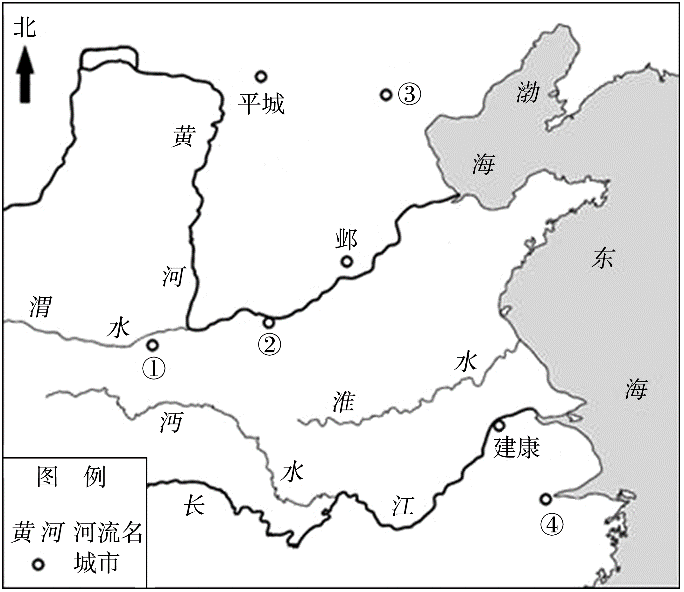 北
平城
③
渤
海
黄
河
邺
东
海
渭
水
①
②
水
淮
沔
水
建康
长
江
④
图 例
黄河 河流名
城市